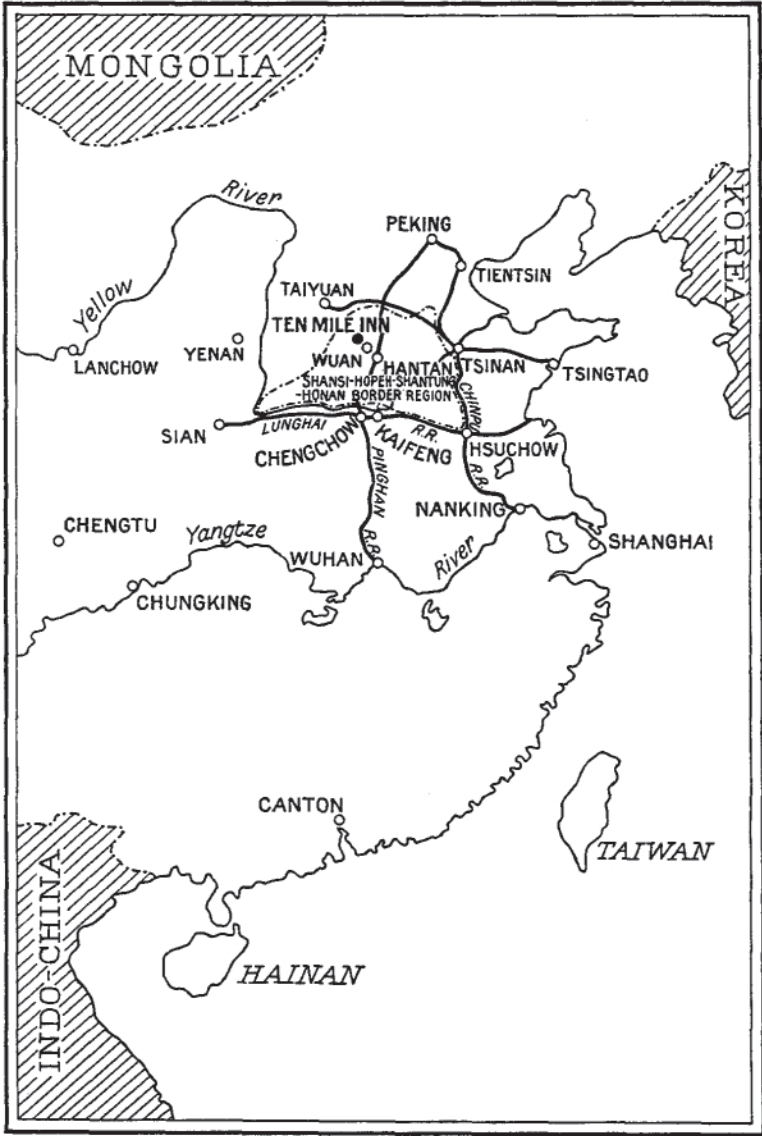 MONGOLIA
KOREA
River
Yellow
PEKING
TIENTSIN
TAIYUAN
TEN MILE INN
YENAN
WUAN
LANCHOW
HANTAN
TSINAN
TSINGTAO
SHANSI-HOPEH-SHANTUNG
-HONAN BORDER REGION
CHINPU
R.R.
SIAN
LUNGHAI
R.R.
CHENGCHOW
KAIFENG
HSUCHOW
PINGHAN
R.R.
NANKING
CHENGTU
Yangtze
River
WUHAN
SHANGHAI
CHUNGKING
CANTON
TAIWAN
INDO-CHINA
HAINAN